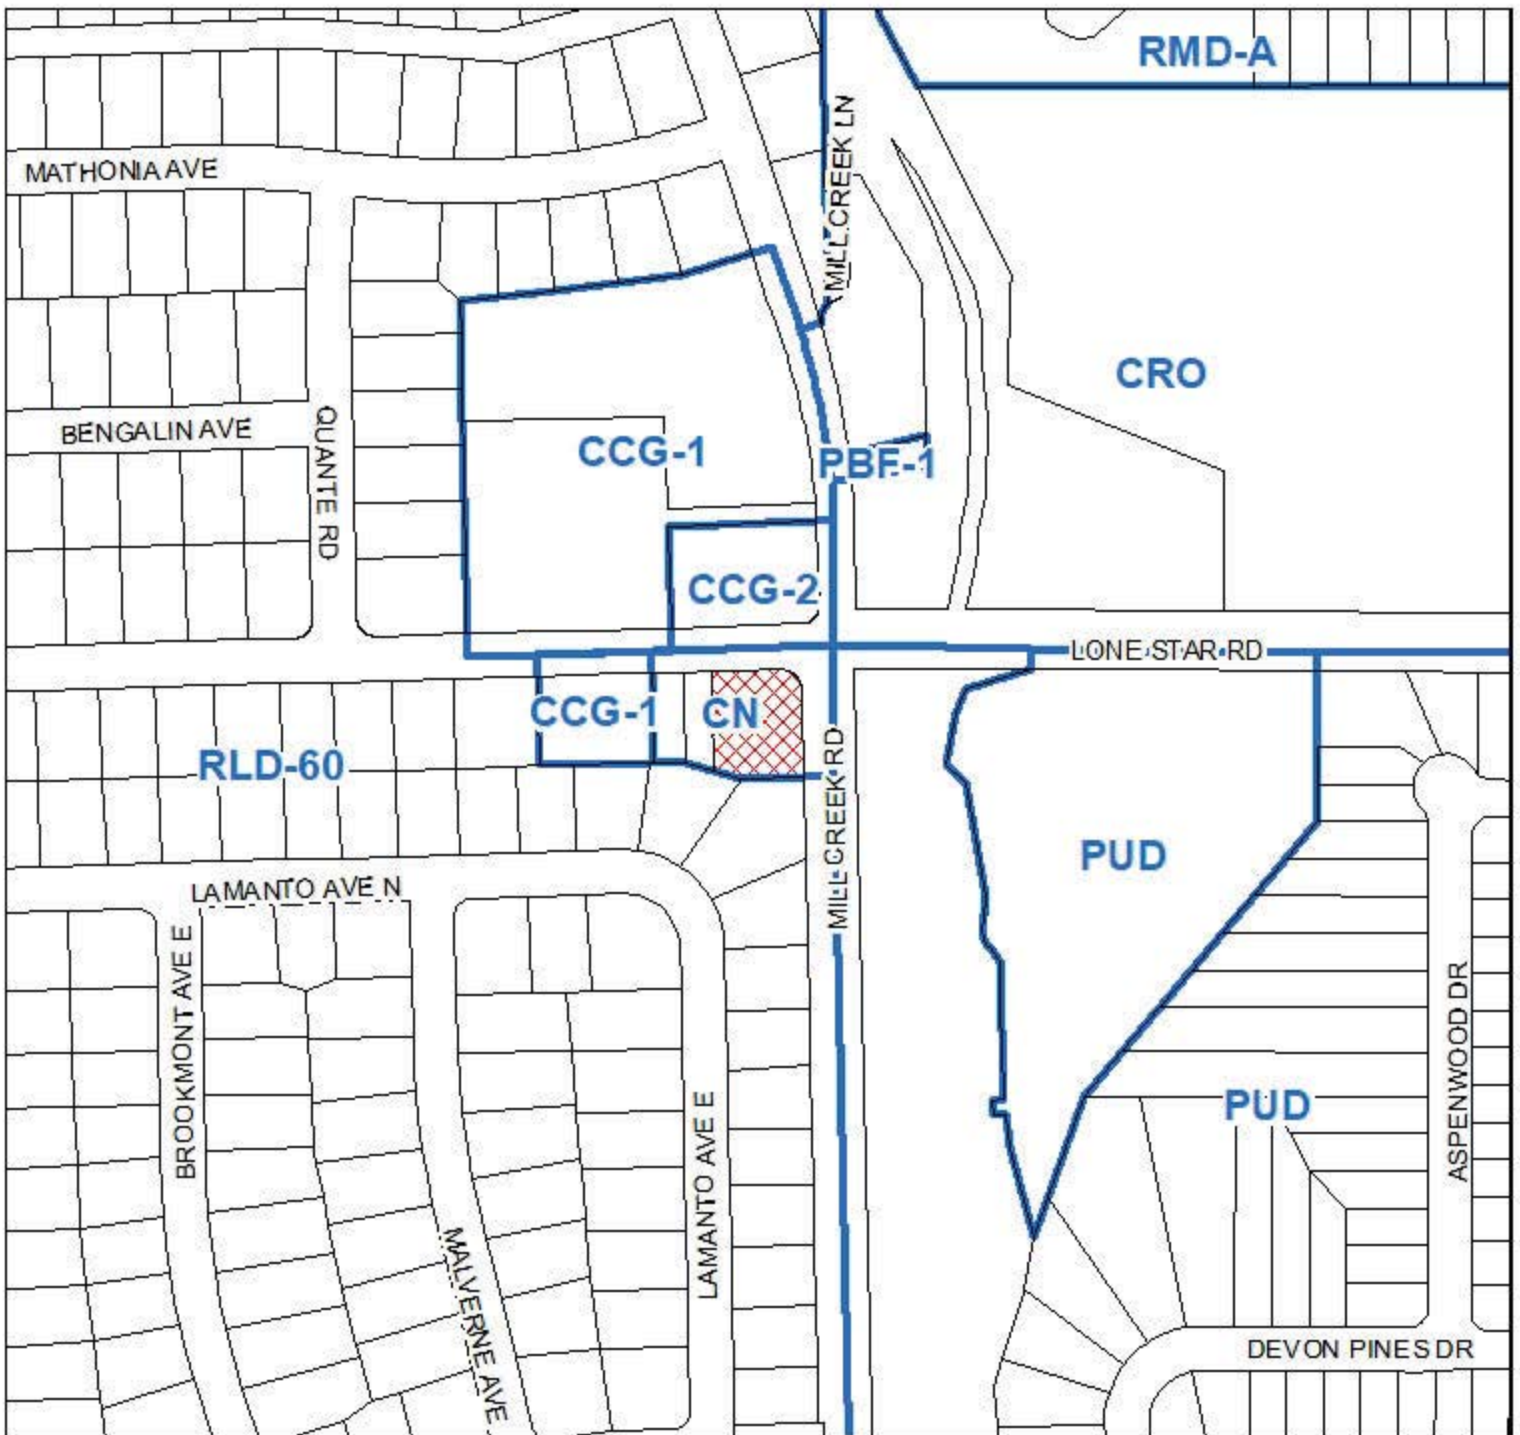 RMD-A
MILL CREEK LN
MATHONIA AVE
CRO
BENGALIN AVE
QUANTE RD
CCG-1
PBF-1
CCG-2
LONE STAR RD
CCG-1
CN
RLD-60
MILL CREEK RD
PUD
LAMANTO AVE N
BROOKMONT AVE E
ASPENWOOD DR
PUD
LAMANTO AVE E
MALVERNE AVE
DEVON PINES DR